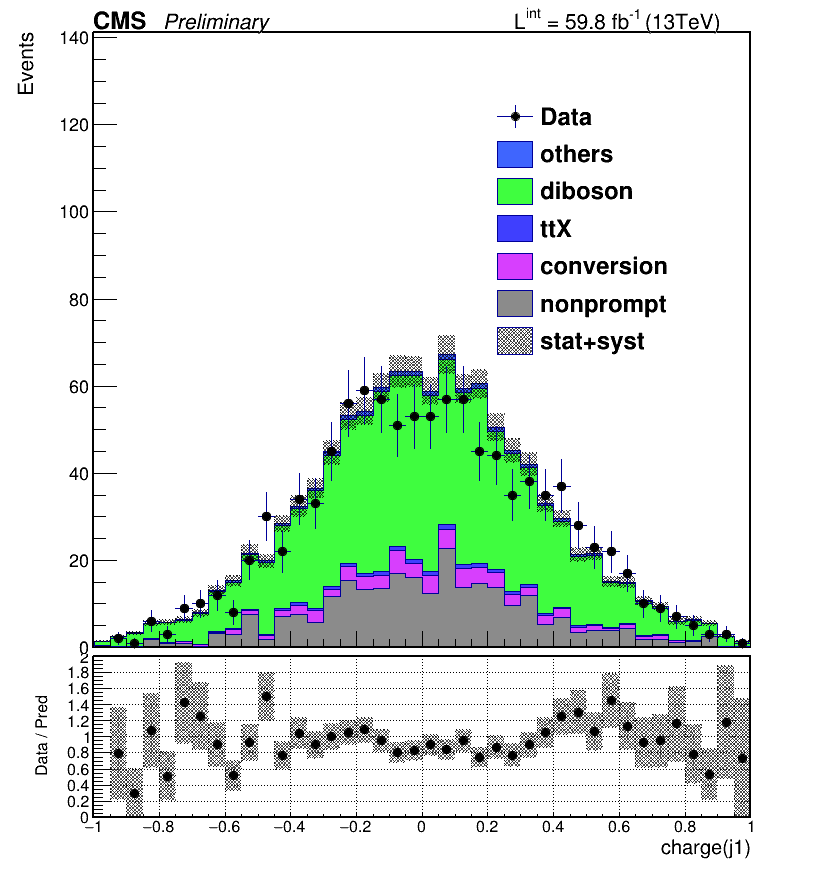 CMS Preliminary L^int = 59.8 fb^-1 (13TeV)
Events
140
120
100
80
60
40
20
0
Data
others
diboson
ttX
conversion
nonprompt
stat+syst
Data / Pred
2
1.8
1.6
1.4
1.2
1
0.8
0.6
0.4
0.2
0
−1 −0.8 −0.6 −0.4 −0.2 0 0.2 0.4 0.6 0.8 1
charge(j1)